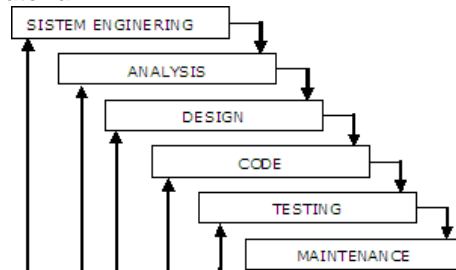 SISTEM ENGINERING
ANALYSIS
DESIGN
CODE
TESTING
MAINTENANCE